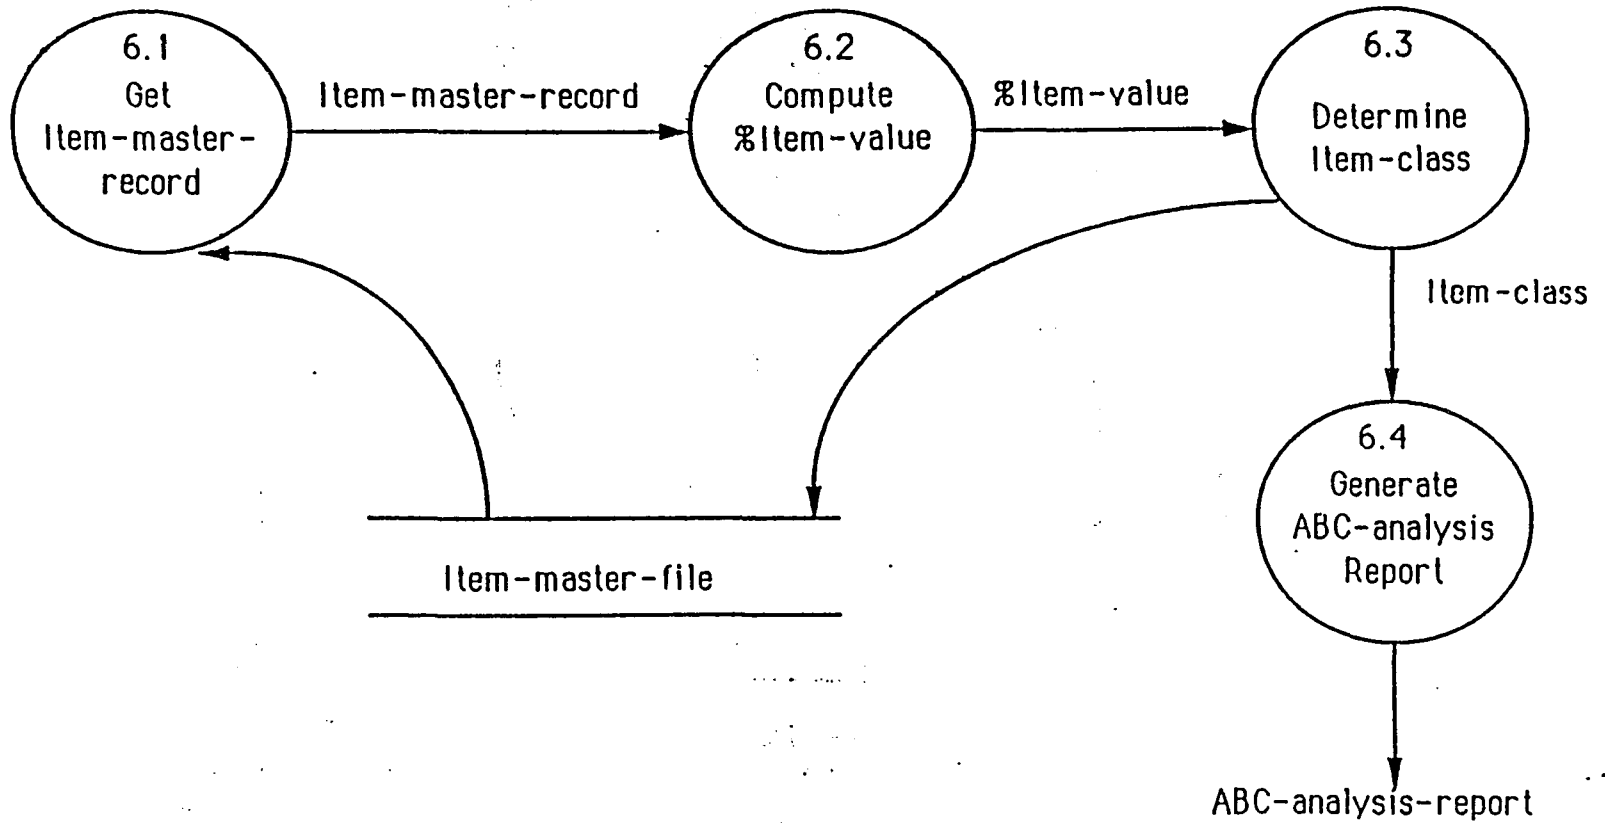 6.1
Get
Item-master-
record
Item-master-record
6.2
Compute
%Item-value
%Item-value
6.3
Determine
Item-class
Item-class
6.4
Generate
ABC-analysis
Report
Item-master-file
ABC-analysis-report